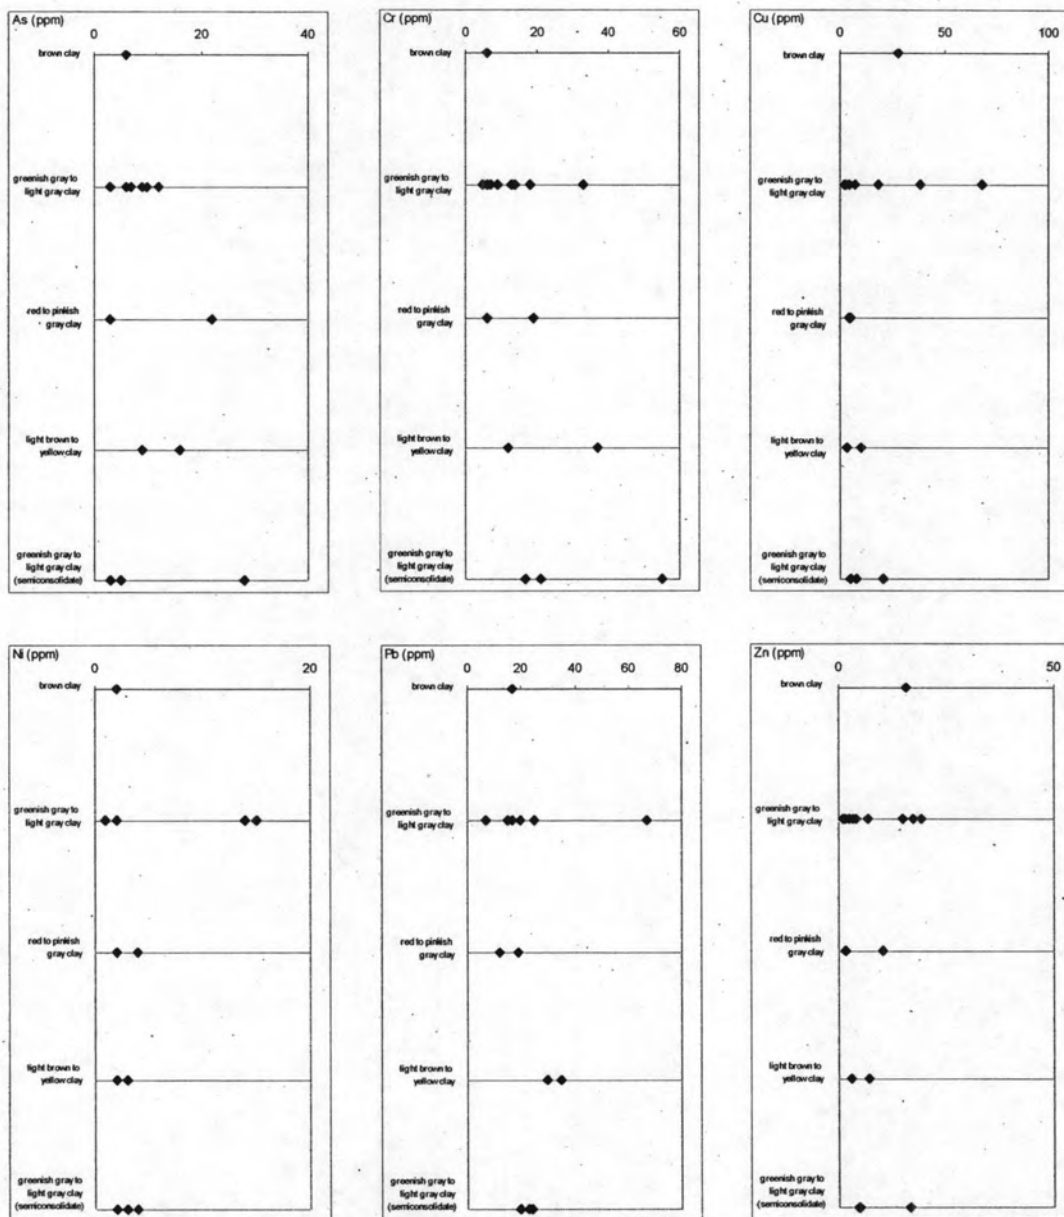 As (ppm)
0 20 40
brown clay
greenish gray to
light gray clay
red to pinkish
gray clay
light brown to
yellow clay
greenish gray to
light gray clay
(semiconsolidate)
Cr (ppm)
0 20 40 60
brown clay
greenish gray to
light gray clay
red to pinkish
gray clay
light brown to
yellow clay
greenish gray to
light gray clay
(semiconsolidate)
Cu (ppm)
0 50 100
brown clay
greenish gray to
light gray clay
red to pinkish
gray clay
light brown to
yellow clay
greenish gray to
light gray clay
(semiconsolidate)
Ni (ppm)
0 20
brown clay
greenish gray to
light gray clay
red to pinkish
gray clay
light brown to
yellow clay
greenish gray to
light gray clay
(semiconsolidate)
Pb (ppm)
0 20 40 60 80
brown clay
greenish gray to
light gray clay
red to pinkish
gray clay
light brown to
yellow clay
greenish gray to
light gray clay
(semiconsolidate)
Zn (ppm)
0 50
brown clay
greenish gray to
light gray clay
red to pinkish
gray clay
light brown to
yellow clay
greenish gray to
light gray clay
(semiconsolidate)